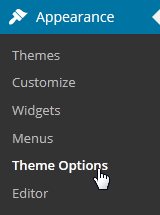 Appearance
Themes
Customize
Widgets
Menus
Theme Options
Editor